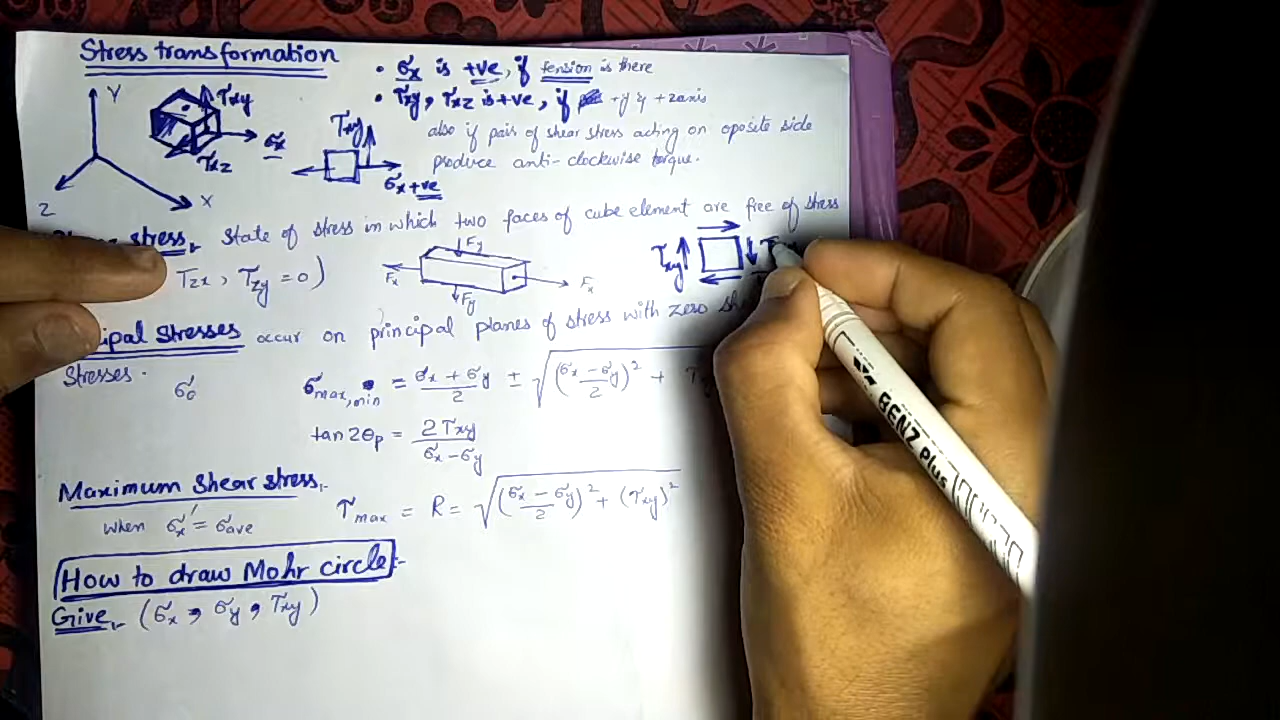 Stress transformation
• σx is +ve, if tension is there
• τxy, τxz is +ve, if +y & +z axis
also if pair of shear stress acting on opposite side
produce anti-clockwise torque.
Y
Z
X
τxy
σx
τxz
τxy
σx +ve
stress:- State of stress in which two faces of cube element are free of stress
τzx, τzy = 0)
Fy
Fx
Fx
Fy
τxy
ipal stresses occur on principal planes of stress with zero
stresses.
σo
σmax,min = σx + σy / 2 ± √(σx - σy / 2)² +
tan 2θp = 2τxy / σx - σy
Maximum shear stress:-
when σx' = σave
τmax = R = √(σx - σy / 2)² + (τxy)²
How to draw Mohr circle:-
Give:- (σx, σy, τxy)
BENZ Plus